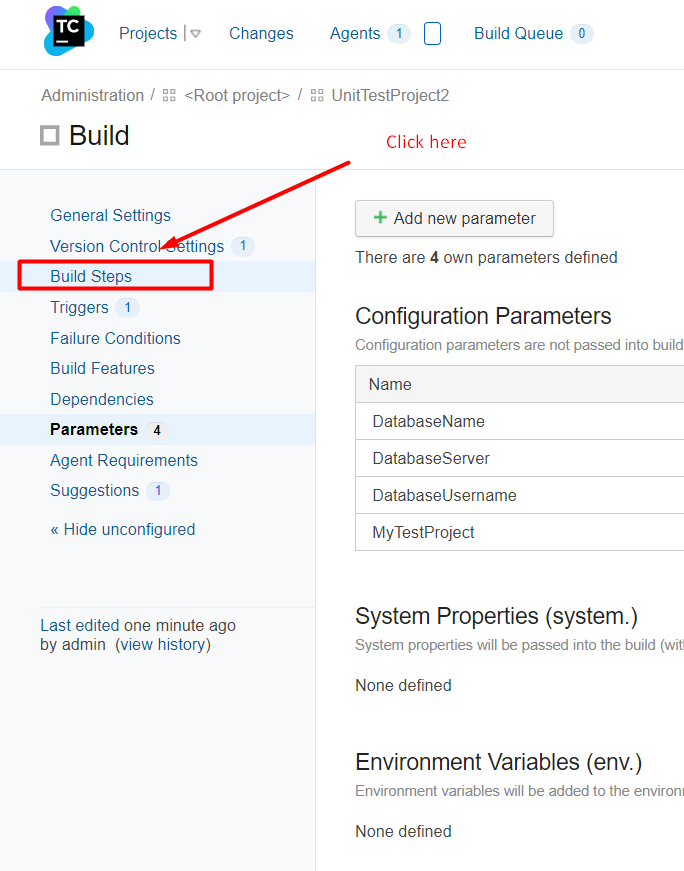 TC
Projects
Changes
Agents 1
Build Queue 0
Administration / <Root project> / UnitTestProject2
Build
Click here
General Settings
Version Control Settings 1
Build Steps
Triggers 1
Failure Conditions
Build Features
Dependencies
Parameters 4
Agent Requirements
Suggestions 1
« Hide unconfigured
Last edited one minute ago
by admin (view history)
+ Add new parameter
There are 4 own parameters defined
Configuration Parameters
Configuration parameters are not passed into build
Name
DatabaseName
DatabaseServer
DatabaseUsername
MyTestProject
System Properties (system.)
System properties will be passed into the build (wit
None defined
Environment Variables (env.)
Environment variables will be added to the environ
None defined